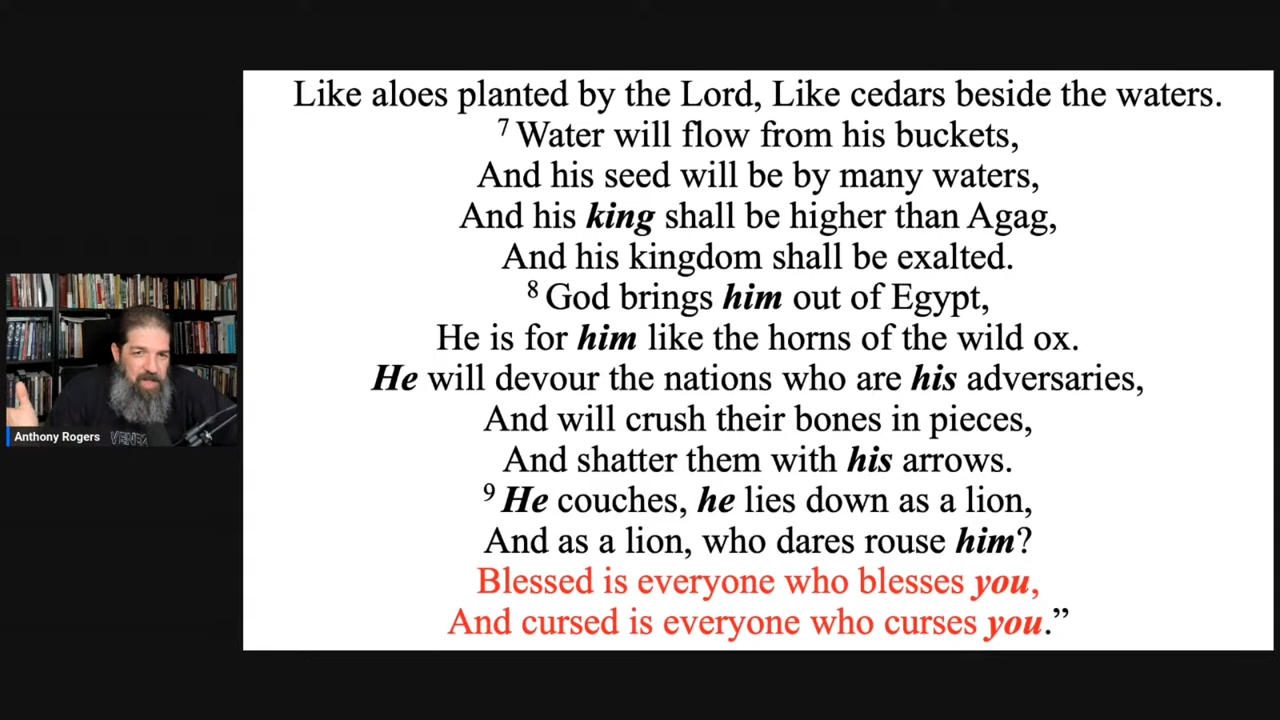 Like aloes planted by the Lord, Like cedars beside the waters.
7 Water will flow from his buckets,
And his seed will be by many waters,
And his king shall be higher than Agag,
And his kingdom shall be exalted.
8 God brings him out of Egypt,
He is for him like the horns of the wild ox.
He will devour the nations who are his adversaries,
And will crush their bones in pieces,
And shatter them with his arrows.
9 He couches, he lies down as a lion,
And as a lion, who dares rouse him?
Blessed is everyone who blesses you,
And cursed is everyone who curses you.”
Anthony Rogers